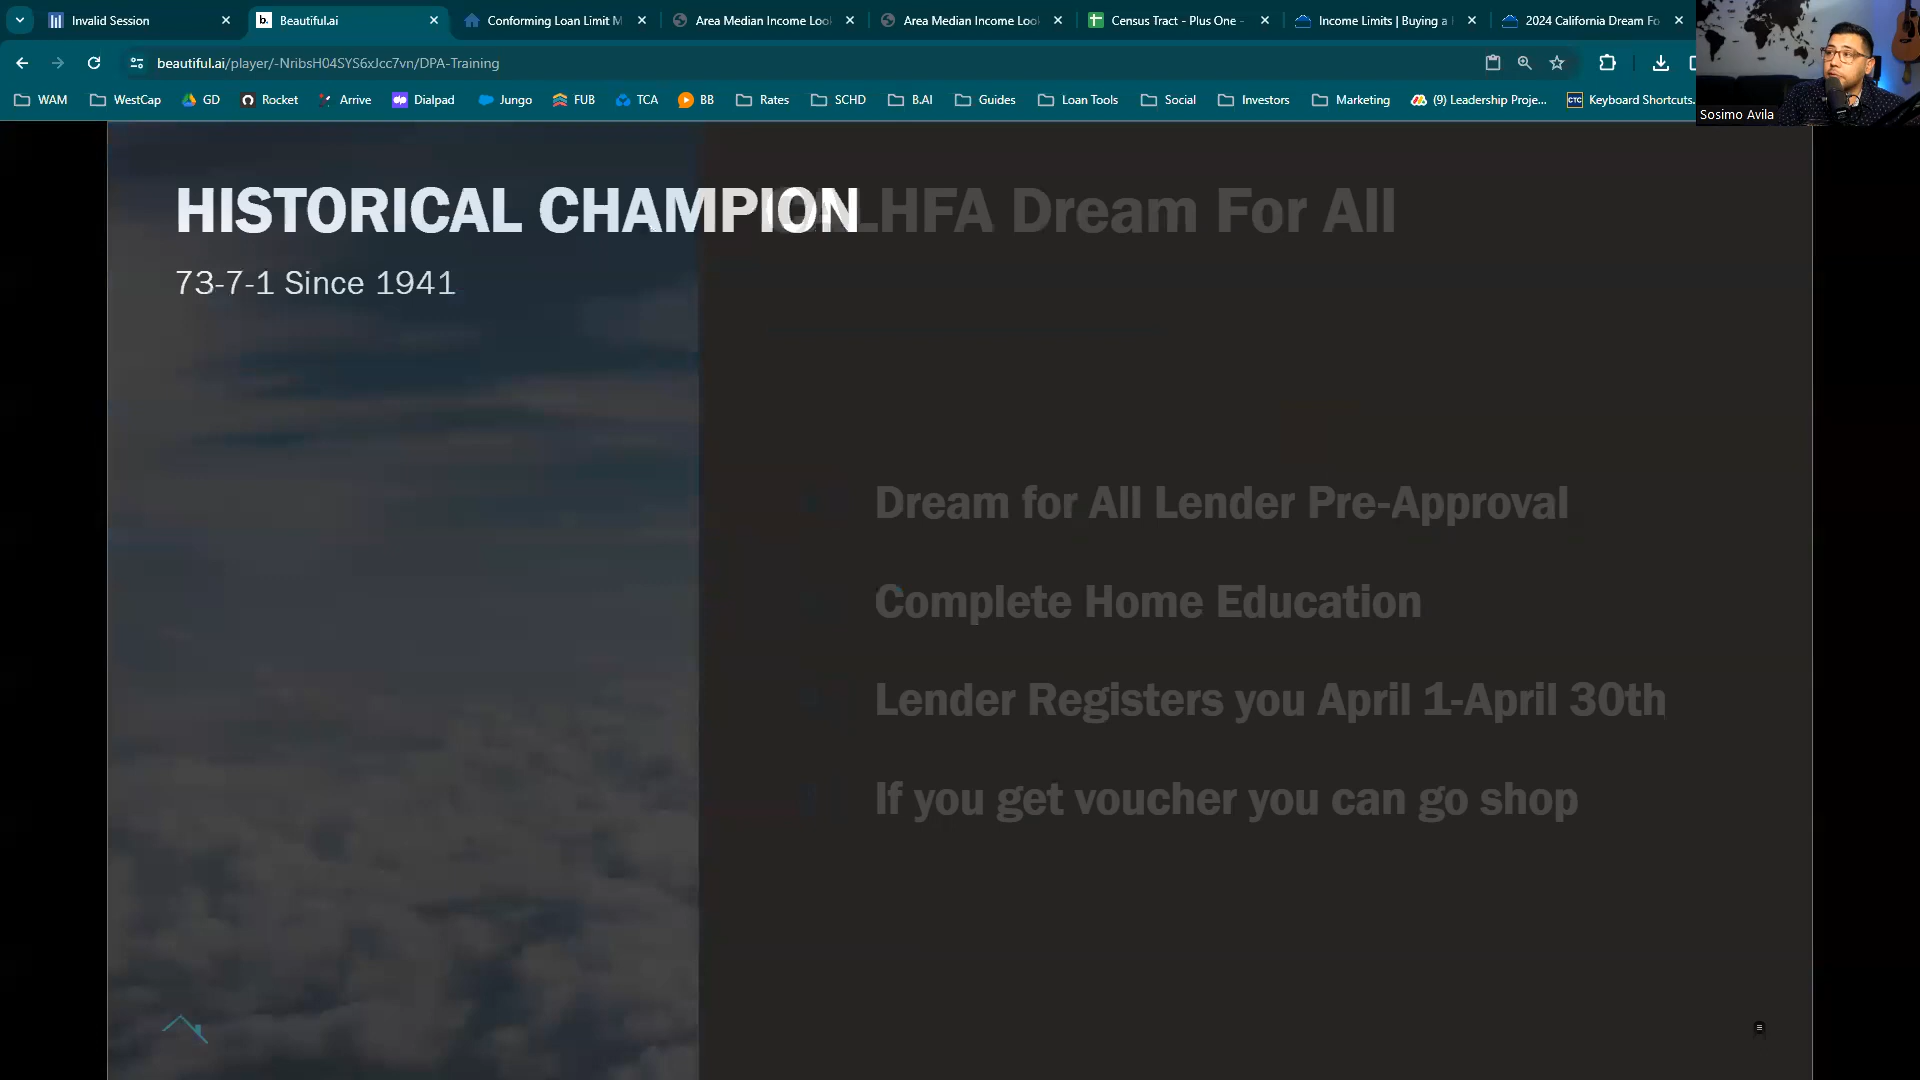 Invalid Session
Beautiful.ai
Conforming Loan Limit M
Area Median Income Loo
Area Median Income Loo
Census Tract - Plus One -
Income Limits | Buying a
2024 California Dream Fo
beautiful.ai/player/-NribsH04SYS6xJcc7vn/DPA-Training
WAM
WestCap
GD
Rocket
Arrive
Dialpad
Jungo
FUB
TCA
BB
Rates
SCHD
B.AI
Guides
Loan Tools
Social
Investors
Marketing
(9) Leadership Proje...
CTC
Keyboard Shortcuts.
Sosimo Avila
HISTORICAL CHAMPION
CALHFA Dream For All
73-7-1 Since 1941
Dream for All Lender Pre-Approval
Complete Home Education
Lender Registers you April 1-April 30th
If you get voucher you can go shop